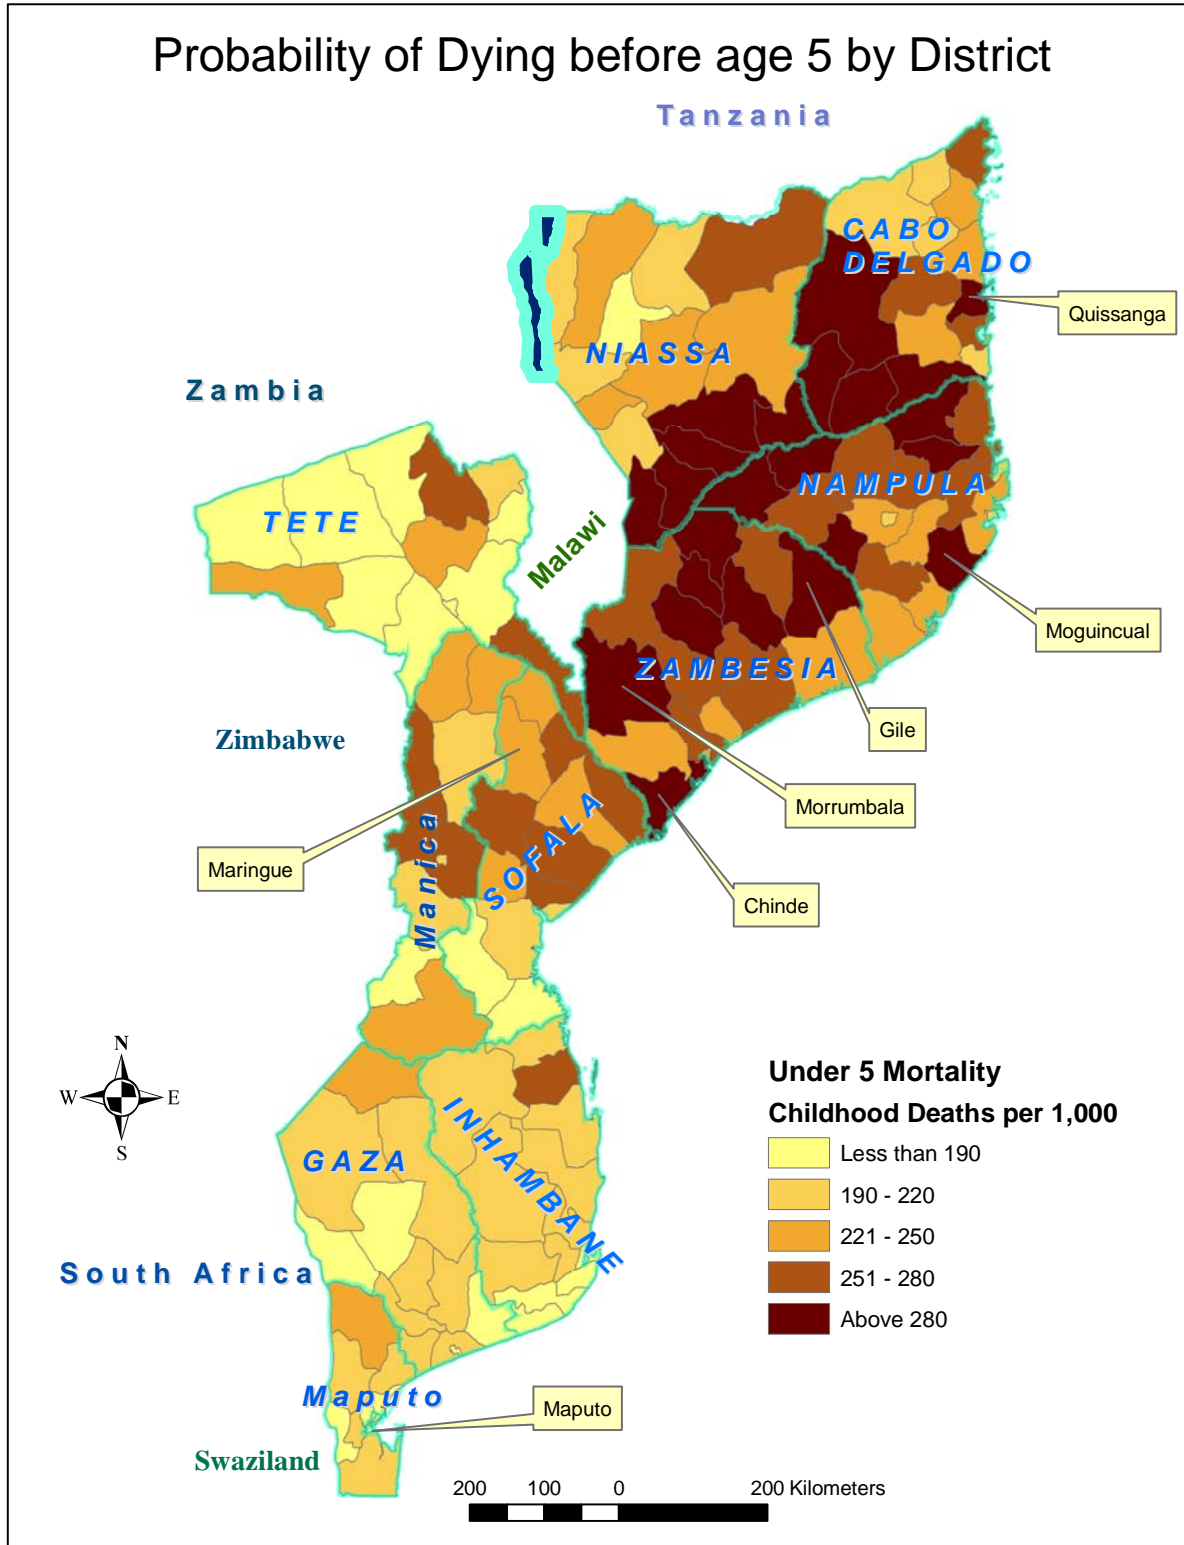 Probability of Dying before age 5 by District
Tanzania
CABO
DELGADO
Quissanga
NIASSA
Zambia
NAMPULA
TETE
Malawi
Moguincual
ZAMBESIA
Gile
Zimbabwe
Morrumbala
Maringue
Manica
SOFALA
Chinde
N
W
E
S
INHAMBANE
GAZA
South Africa
Maputo
Maputo
Swaziland
Under 5 Mortality
Childhood Deaths per 1,000
Less than 190
190 - 220
221 - 250
251 - 280
Above 280
200 100 0 200 Kilometers